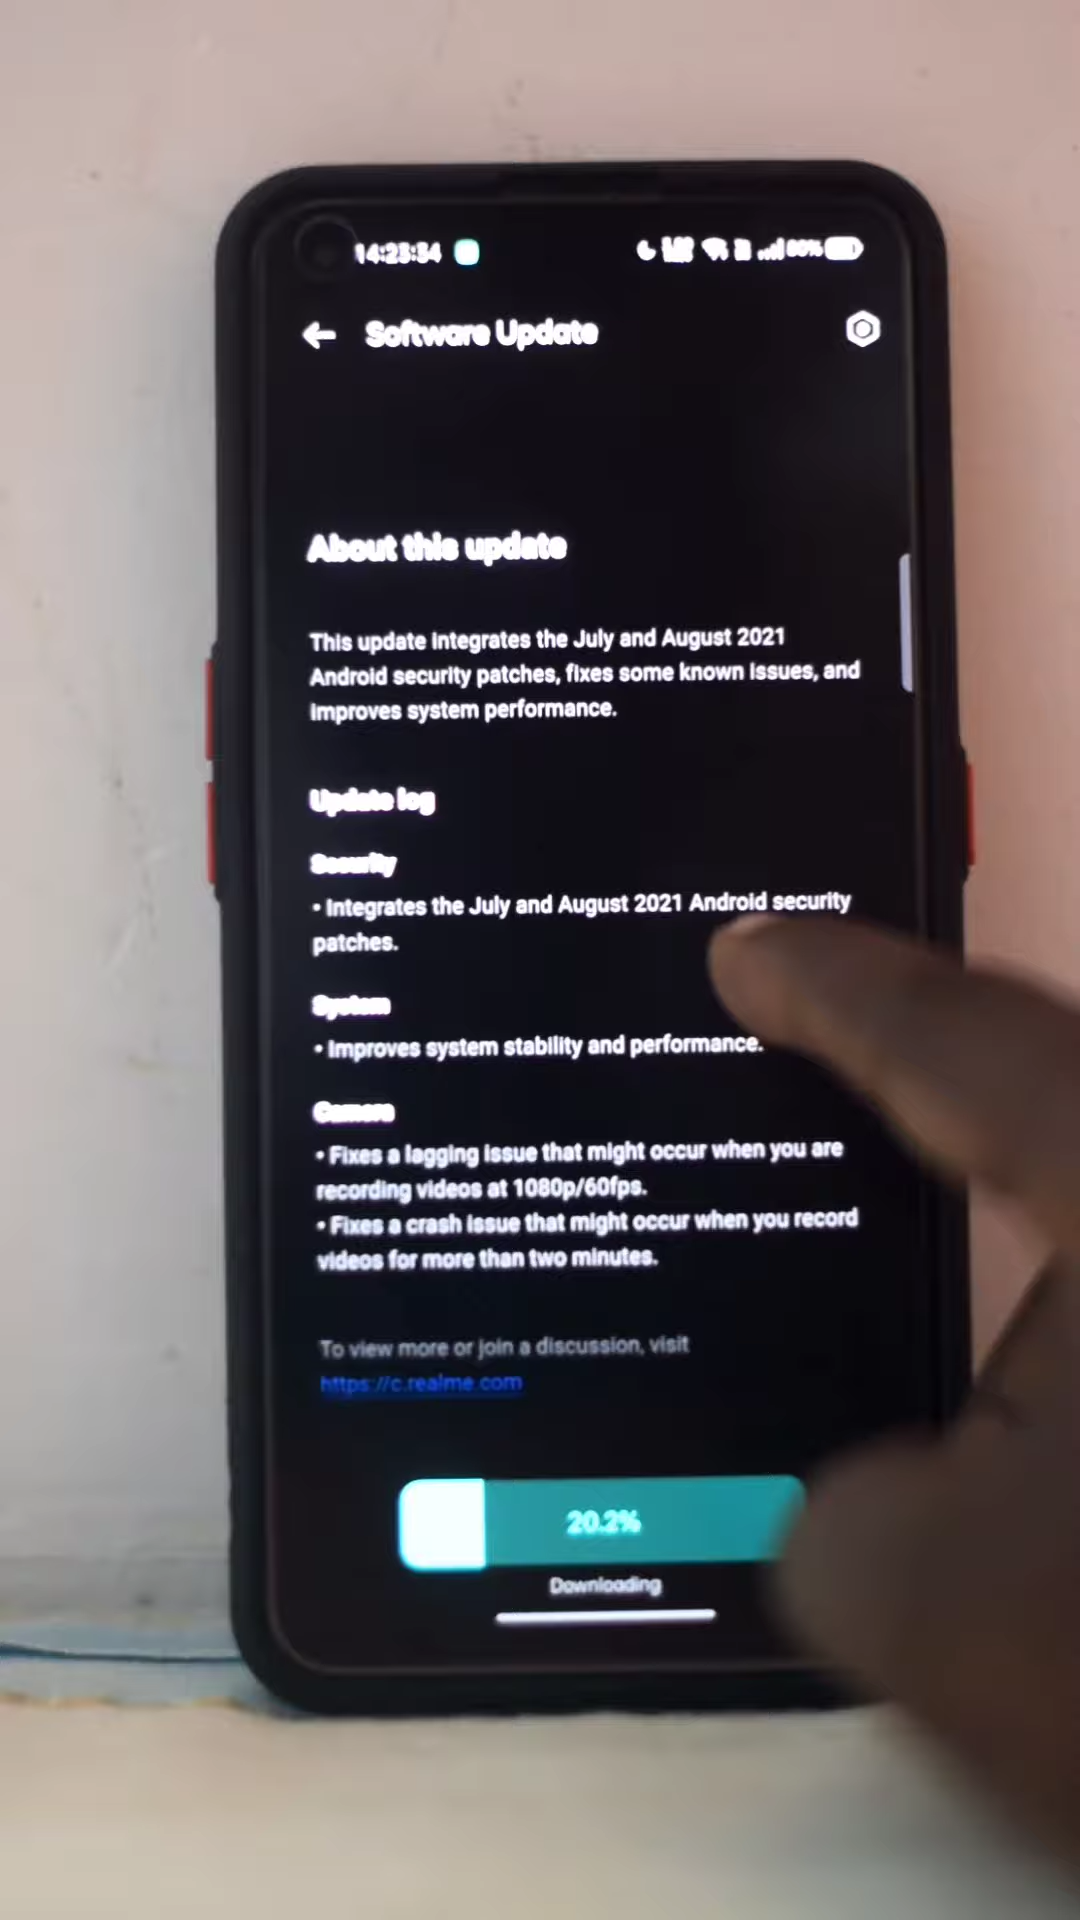 14:23:54
80%
Software Update
About this update
This update integrates the July and August 2021
Android security patches, fixes some known issues, and
improves system performance.
Update log
Security
• Integrates the July and August 2021 Android security
patches.
System
• Improves system stability and performance.
Camera
• Fixes a lagging issue that might occur when you are
recording videos at 1080p/60fps.
• Fixes a crash issue that might occur when you record
videos for more than two minutes.
To view more or join a discussion, visit
https://c.realme.com
20.2%
Downloading